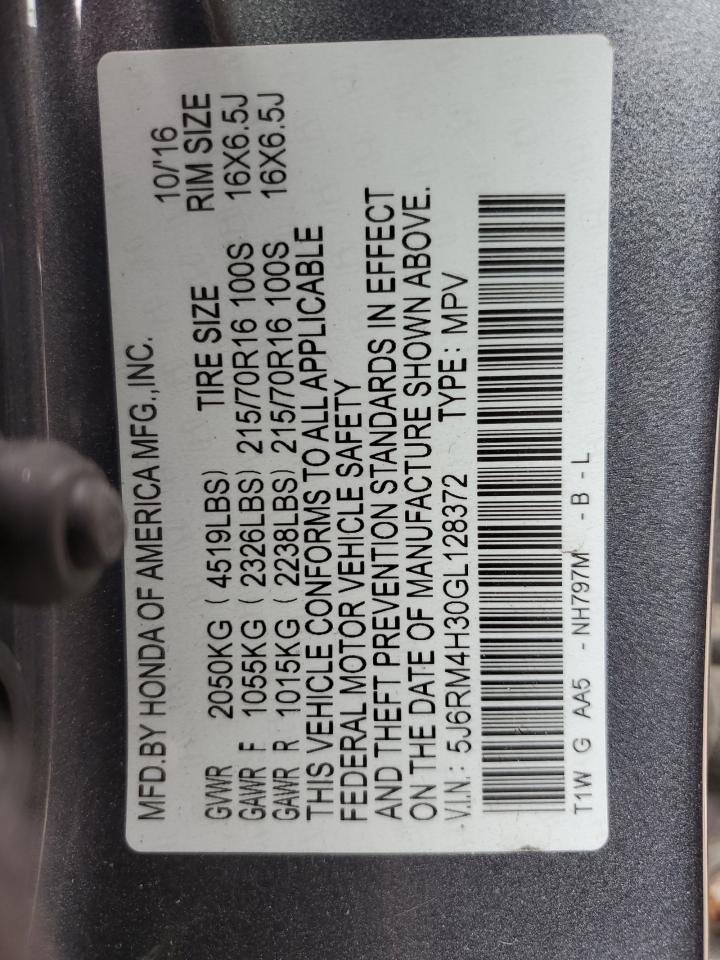 MFD.BY HONDA OF AMERICA MFG.,INC. 10/'16
GVWR 2050KG ( 4519LBS) TIRE SIZE RIM SIZE
GAWR F 1055KG ( 2326LBS) 215/70R16 100S 16X6.5J
GAWR R 1015KG ( 2238LBS) 215/70R16 100S 16X6.5J
THIS VEHICLE CONFORMS TO ALL APPLICABLE
FEDERAL MOTOR VEHICLE SAFETY
AND THEFT PREVENTION STANDARDS IN EFFECT
ON THE DATE OF MANUFACTURE SHOWN ABOVE.
V.I.N.: 5J6RM4H30GL128372 TYPE: MPV
T1W G AA5 - NH797M - B - L